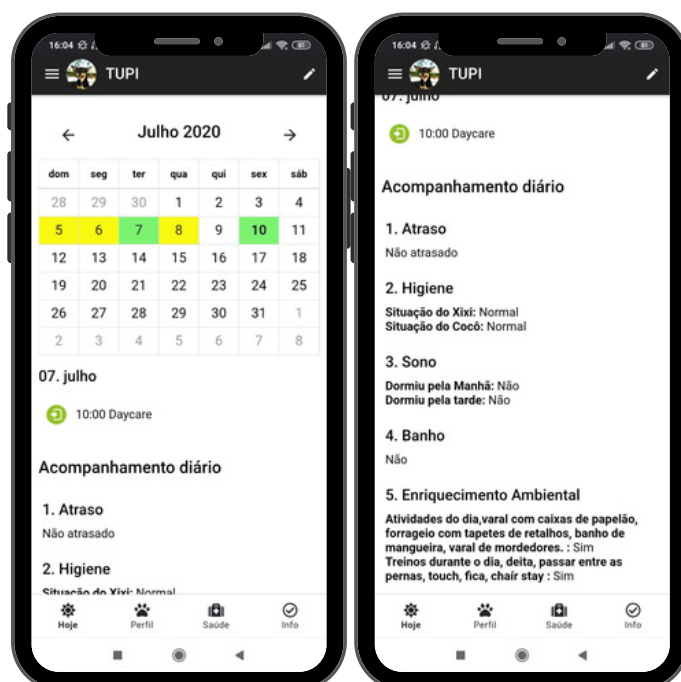 16:04
TUPI
Julho 2020
dom seg ter qua qui sex sáb
28 29 30 1 2 3 4
5 6 7 8 9 10 11
12 13 14 15 16 17 18
19 20 21 22 23 24 25
26 27 28 29 30 31 1
2 3 4 5 6 7 8
07. julho
10:00 Daycare
Acompanhamento diário
1. Atraso
Não atrasado
2. Higiene
Situação do Xixi: Normal
Hoje Perfil Saúde Info
16:04
TUPI
07. julho
10:00 Daycare
Acompanhamento diário
1. Atraso
Não atrasado
2. Higiene
Situação do Xixi: Normal
Situação do Cocô: Normal
3. Sono
Dormiu pela Manhã: Não
Dormiu pela tarde: Não
4. Banho
Não
5. Enriquecimento Ambiental
Atividades do dia,varal com caixas de papelão,
forrageio com tapetes de retalhos, banho de
mangueira, varal de mordedores. : Sim
Treinos durante o dia, deita, passar entre as
pernas, touch, fica, chaír stay : Sim
Hoje Perfil Saúde Info